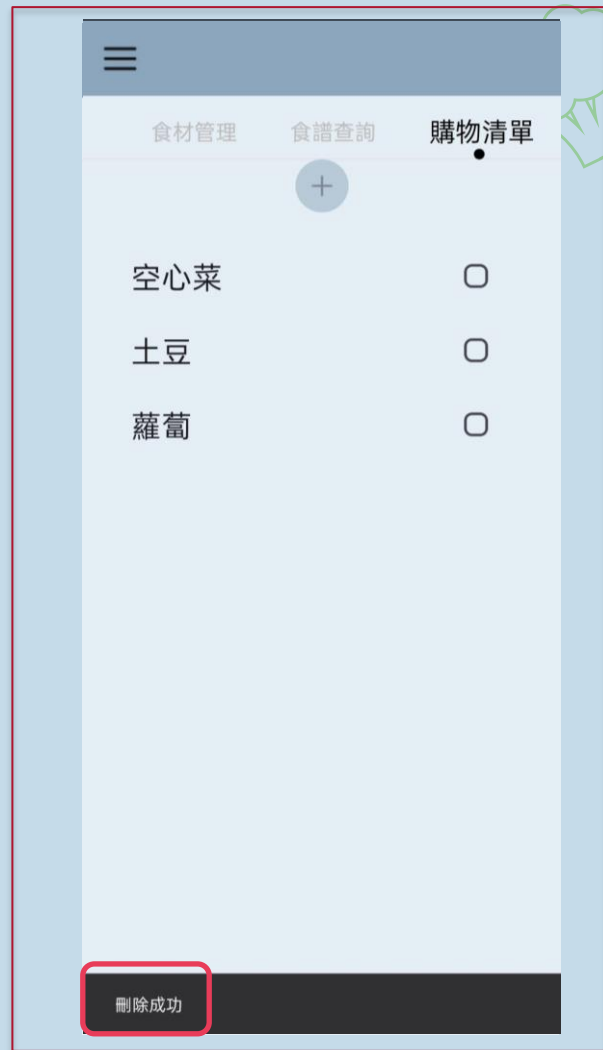 食材管理 食譜查詢 購物清單
+
空心菜
土豆
蘿蔔
刪除成功